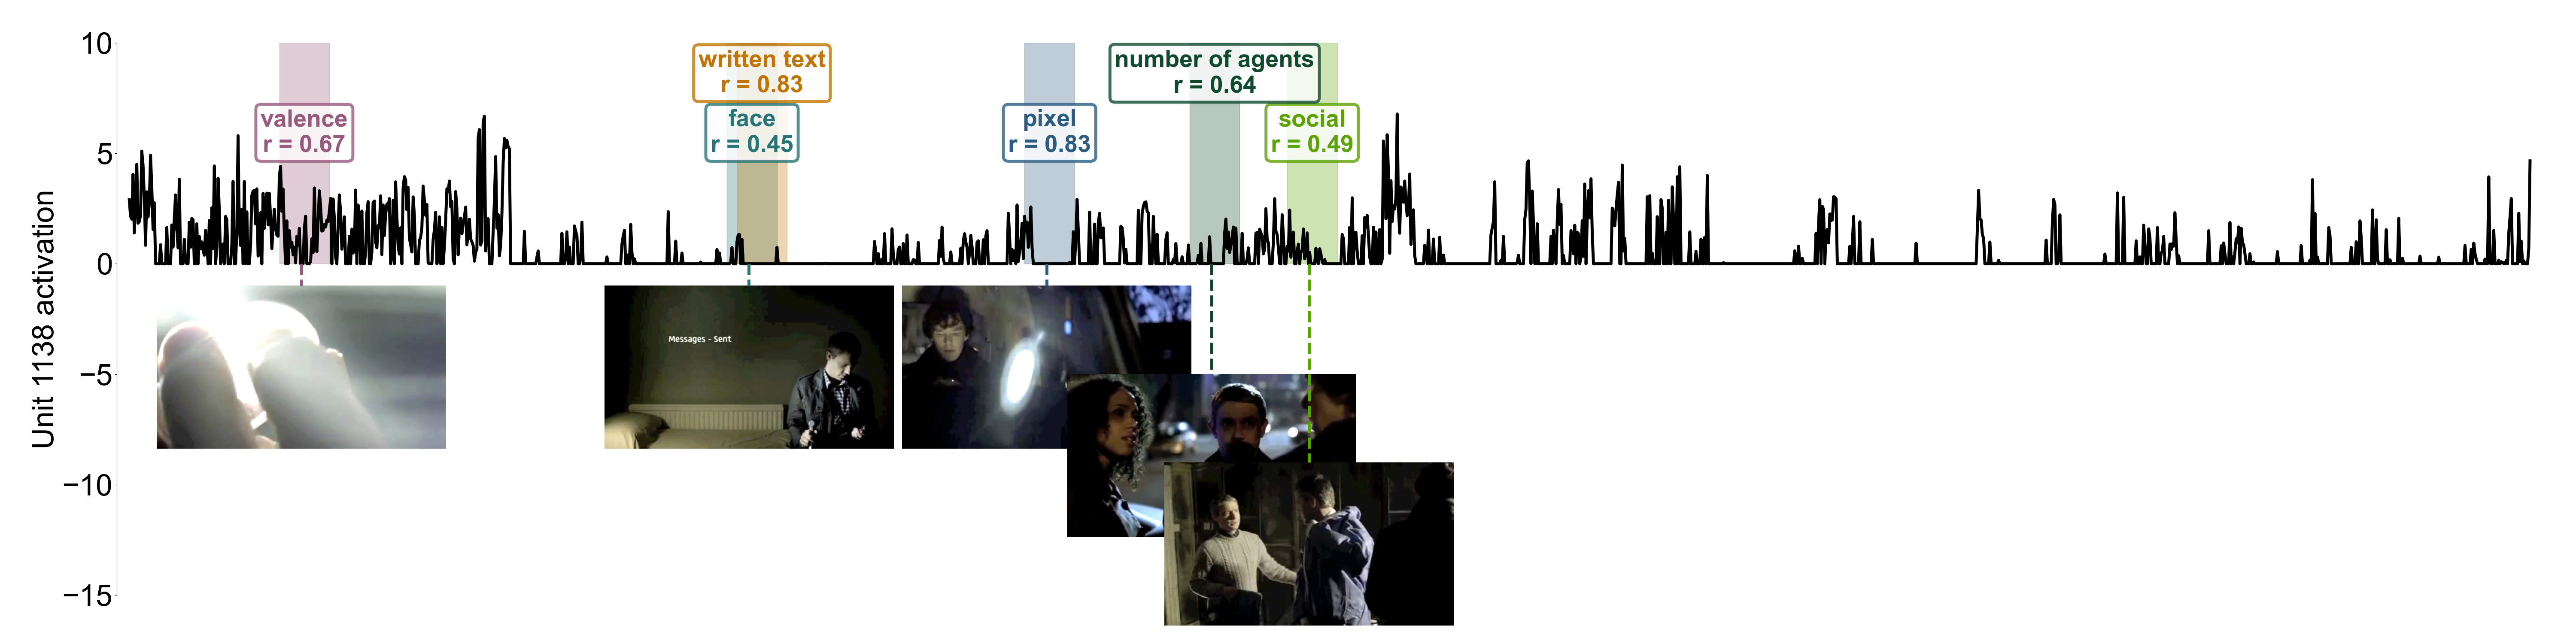 10
5
0
−5
−10
−15
Unit 1138 activation
valence
r = 0.67
written text
r = 0.83
face
r = 0.45
pixel
r = 0.83
number of agents
r = 0.64
social
r = 0.49
Messages - Sent